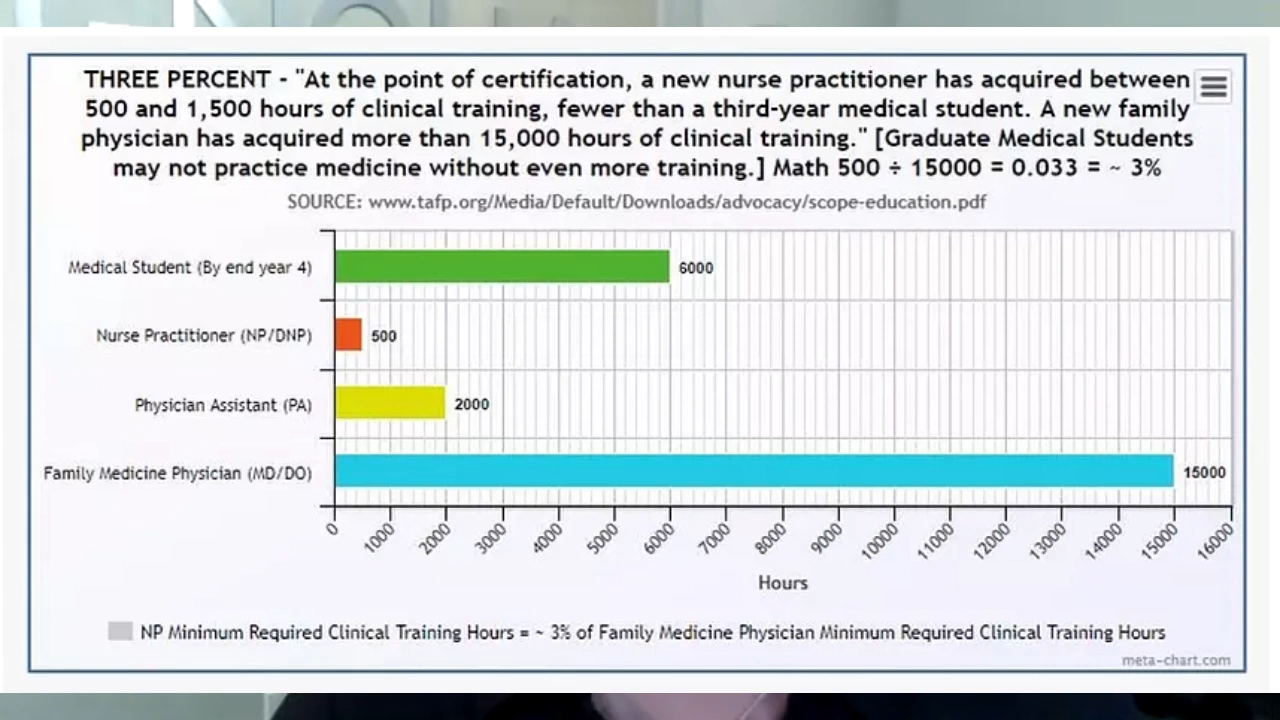 THREE PERCENT - "At the point of certification, a new nurse practitioner has acquired between
500 and 1,500 hours of clinical training, fewer than a third-year medical student. A new family
physician has acquired more than 15,000 hours of clinical training." [Graduate Medical Students
may not practice medicine without even more training.] Math 500 ÷ 15000 = 0.033 = ~ 3%
SOURCE: www.tafp.org/Media/Default/Downloads/advocacy/scope-education.pdf
Medical Student (By end year 4)
6000
Nurse Practitioner (NP/DNP)
500
Physician Assistant (PA)
2000
Family Medicine Physician (MD/DO)
15000
0
1000
2000
3000
4000
5000
6000
7000
8000
9000
10000
11000
12000
13000
14000
15000
16000
Hours
NP Minimum Required Clinical Training Hours = ~ 3% of Family Medicine Physician Minimum Required Clinical Training Hours
meta-chart.com